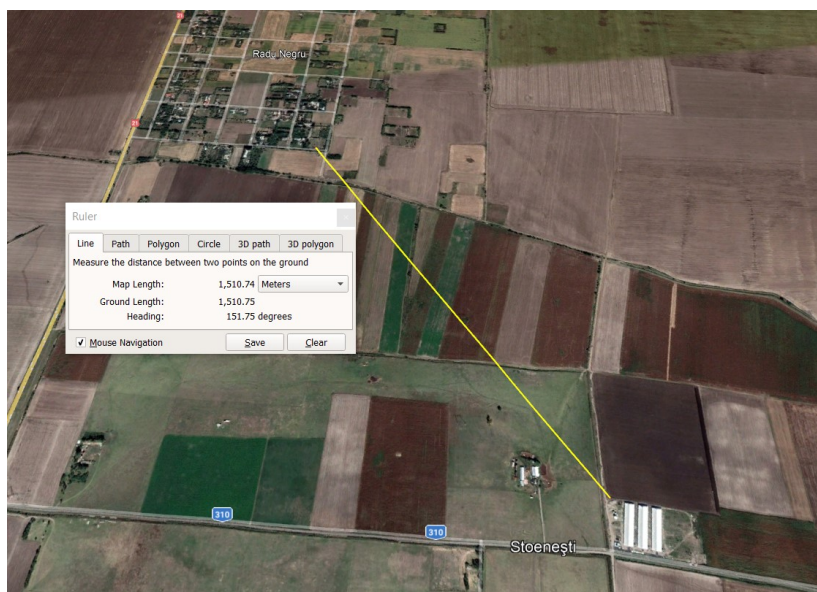 21
Radu Negru
21
Ruler
Line Path Polygon Circle 3D path 3D polygon
Measure the distance between two points on the ground
Map Length: 1,510.74 Meters
Ground Length: 1,510.75
Heading: 151.75 degrees
Mouse Navigation Save Clear
310
310
Stoenești